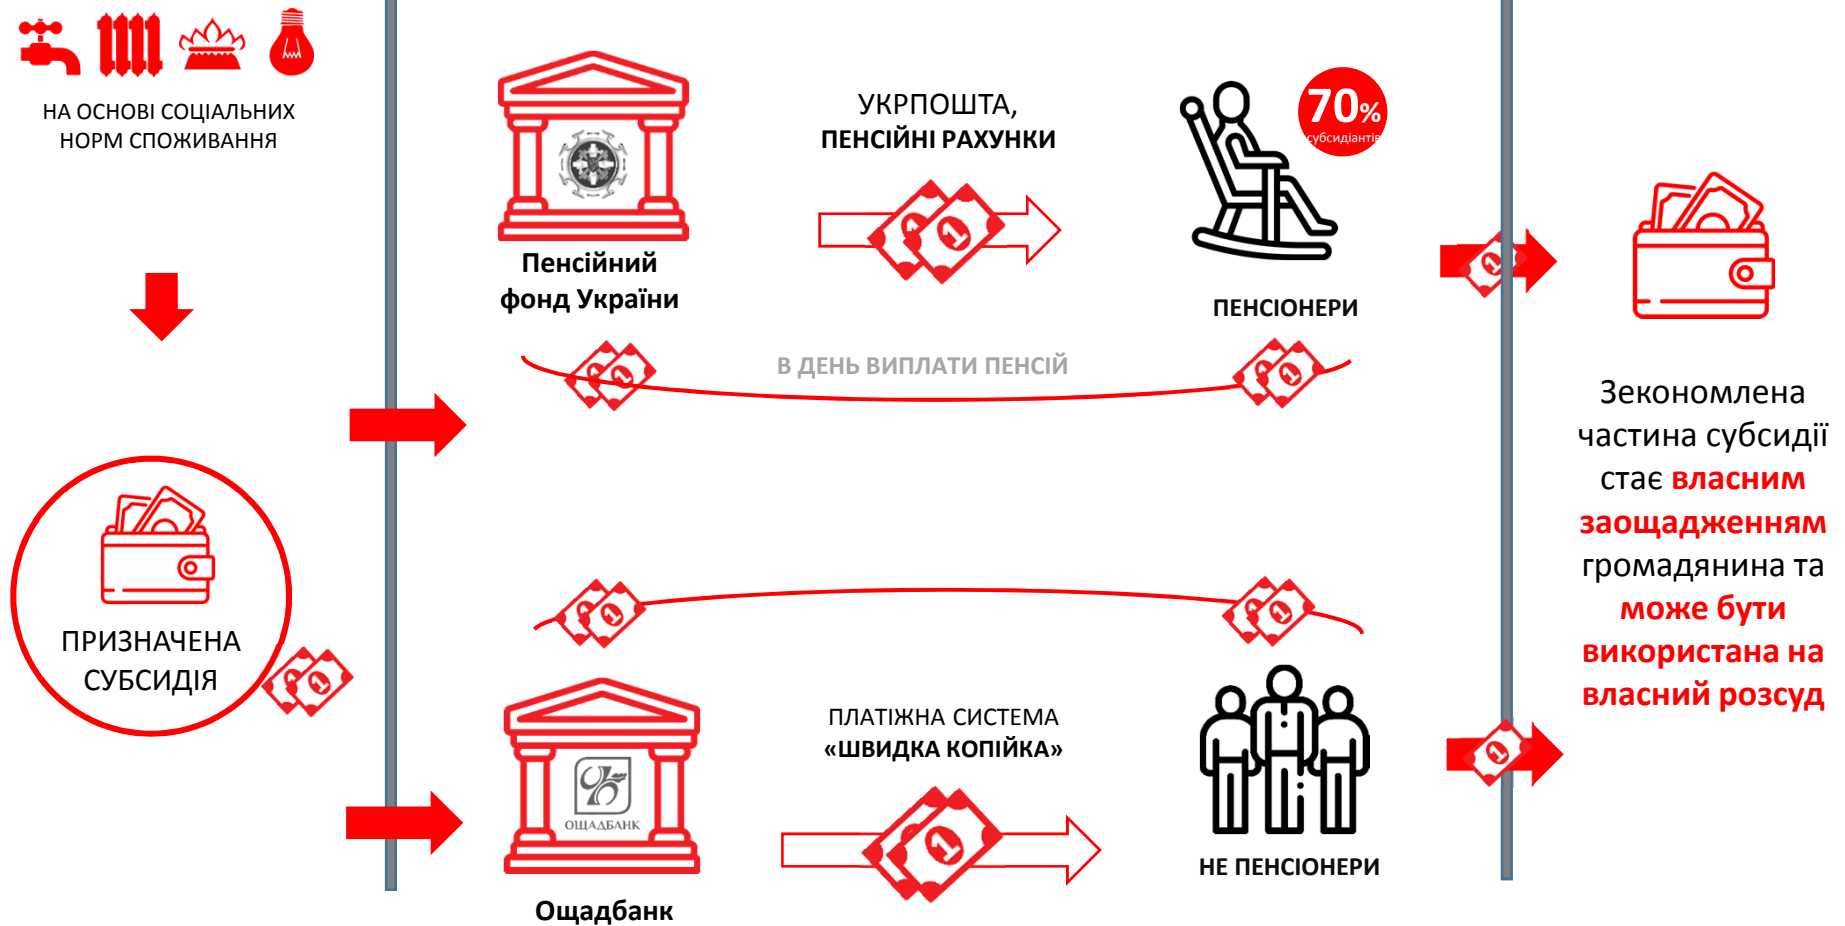 НА ОСНОВІ СОЦІАЛЬНИХ
НОРМ СПОЖИВАННЯ
ПРИЗНАЧЕНА
СУБСИДІЯ
Пенсійний
фонд України
УКРПОШТА,
ПЕНСІЙНІ РАХУНКИ
70%
субсидіантів
ПЕНСІОНЕРИ
В ДЕНЬ ВИПЛАТИ ПЕНСІЙ
ОЩАДБАНК
Ощадбанк
ПЛАТІЖНА СИСТЕМА
«ШВИДКА КОПІЙКА»
НЕ ПЕНСІОНЕРИ
Зекономлена
частина субсидії
стає власним
заощадженням
громадянина та
може бути
використана на
власний розсуд